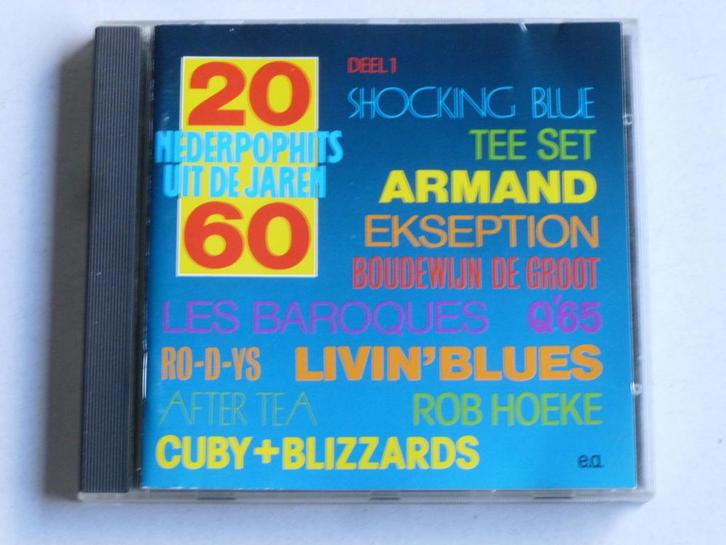 20
NEDERPOPHITS
UIT DE JAREN
60
DEEL 1
SHOCKING BLUE
TEE SET
ARMAND
EKSEPTION
BOUDEWIJN DE GROOT
LES BAROQUES Q'65
RO-D-YS LIVIN' BLUES
AFTER TEA ROB HOEKE
CUBY+BLIZZARDS e.a.